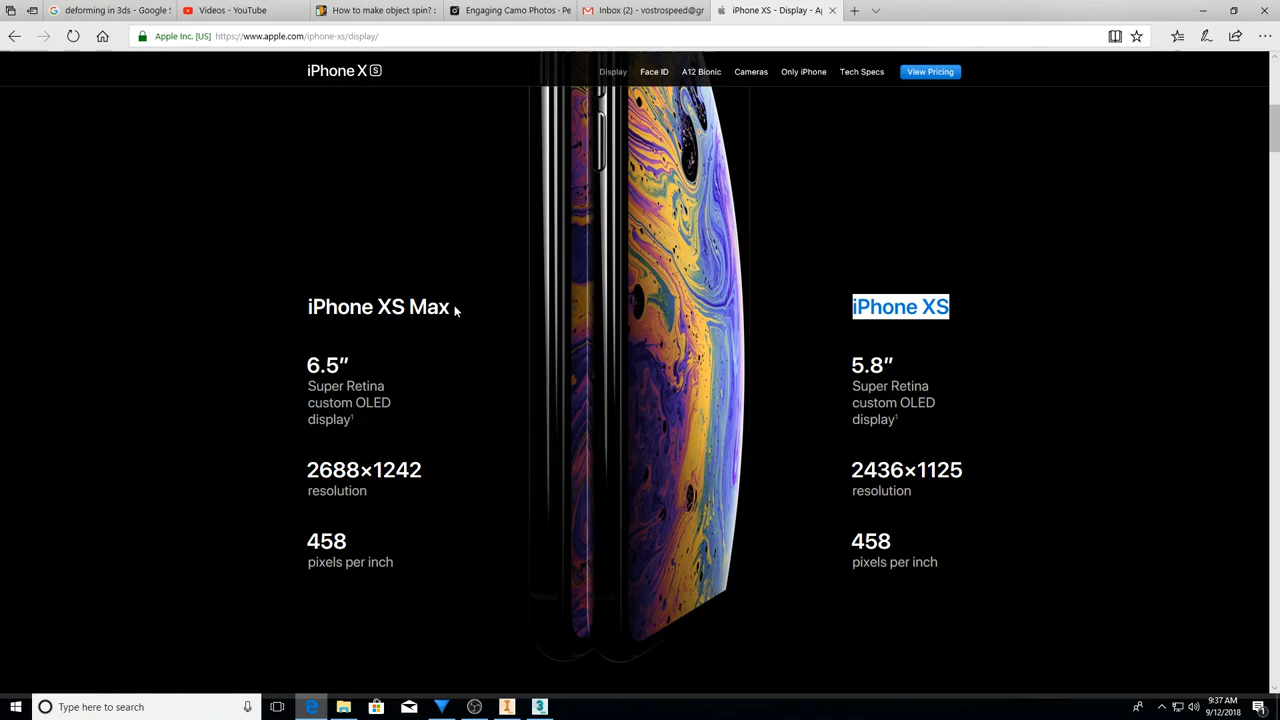 deforming in 3ds - Google S
Videos - YouTube
How to make object spin? :
Engaging Camo Photos · Pe
Inbox (2) - vostrospeed@gr
iPhone XS - Display - Ap
Apple Inc. [US]
https://www.apple.com/iphone-xs/display/
iPhone XS
Display
Face ID
A12 Bionic
Cameras
Only iPhone
Tech Specs
View Pricing
iPhone XS Max
6.5″
Super Retina
custom OLED
display1
2688×1242
resolution
458
pixels per inch
iPhone XS
5.8″
Super Retina
custom OLED
display1
2436×1125
resolution
458
pixels per inch
Type here to search
9:37 AM
9/12/2018